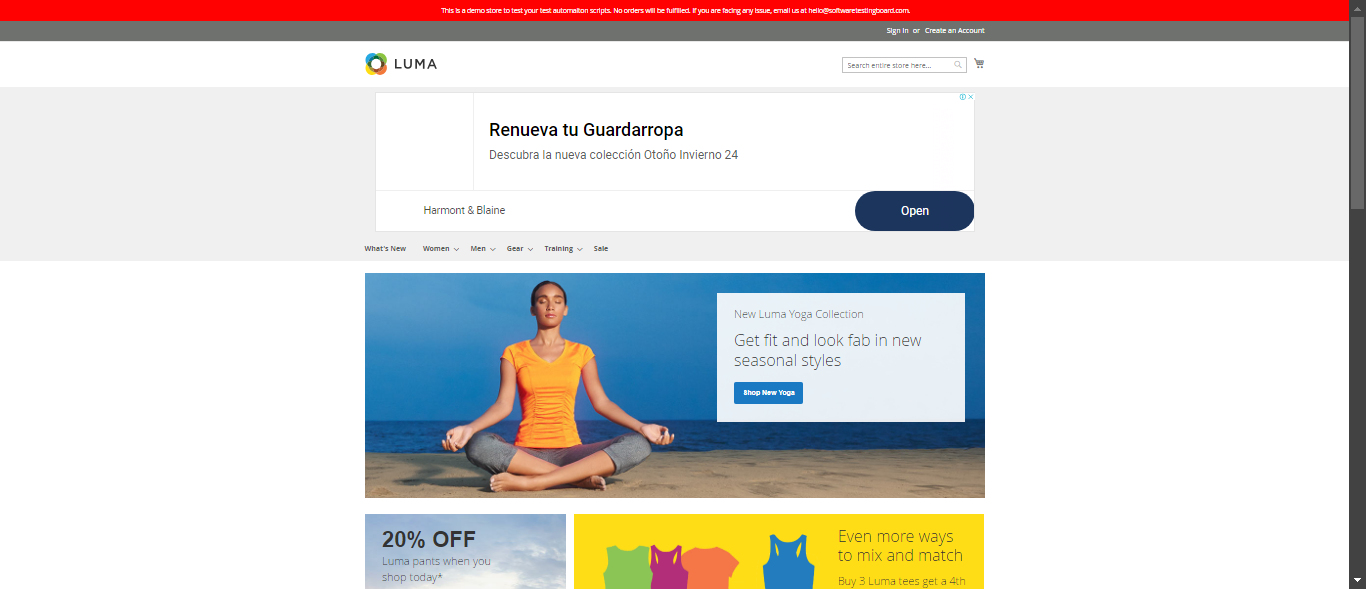 This is a demo store to test your test automaiton scripts. No orders will be fulfilled. If you are facing any issue, email us at hello@softwaretestingboard.com.
Sign In or Create an Account
LUMA
Search entire store here...
Renueva tu Guardarropa
Descubra la nueva colección Otoño Invierno 24
Harmont & Blaine
Open
What's New Women Men Gear Training Sale
New Luma Yoga Collection
Get fit and look fab in new
seasonal styles
Shop New Yoga
20% OFF
Luma pants when you
shop today*
Even more ways
to mix and match
Buy 3 Luma tees get a 4th